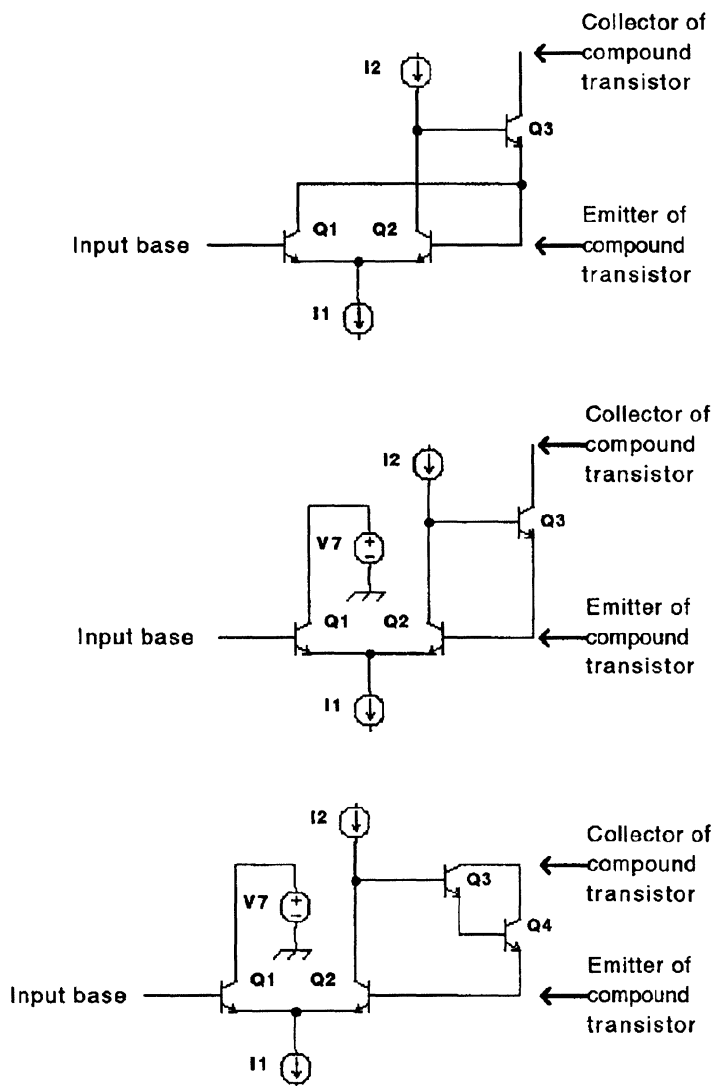 Collector of
compound
transistor
I2
Q3
Emitter of
compound
transistor
Input base
Q1
Q2
I1
Collector of
compound
transistor
I2
Q3
V7
+
−
Emitter of
compound
transistor
Input base
Q1
Q2
I1
I2
Collector of
compound
transistor
Q3
V7
+
−
Q4
Emitter of
compound
transistor
Input base
Q1
Q2
I1